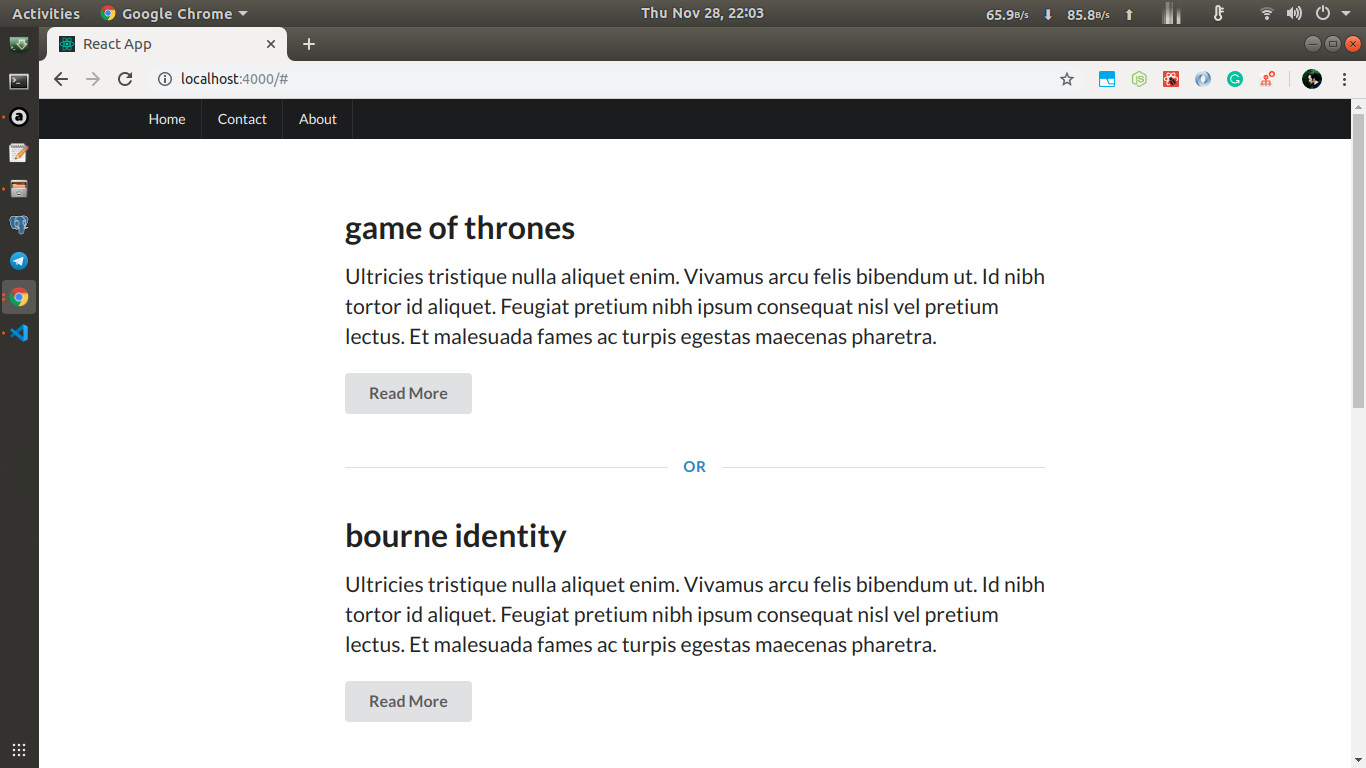 Activities Google Chrome Thu Nov 28, 22:03 65.9B/s 85.8B/s
React App
localhost:4000/#
Home Contact About
game of thrones
Ultricies tristique nulla aliquet enim. Vivamus arcu felis bibendum ut. Id nibh
tortor id aliquet. Feugiat pretium nibh ipsum consequat nisl vel pretium
lectus. Et malesuada fames ac turpis egestas maecenas pharetra.
Read More
OR
bourne identity
Ultricies tristique nulla aliquet enim. Vivamus arcu felis bibendum ut. Id nibh
tortor id aliquet. Feugiat pretium nibh ipsum consequat nisl vel pretium
lectus. Et malesuada fames ac turpis egestas maecenas pharetra.
Read More